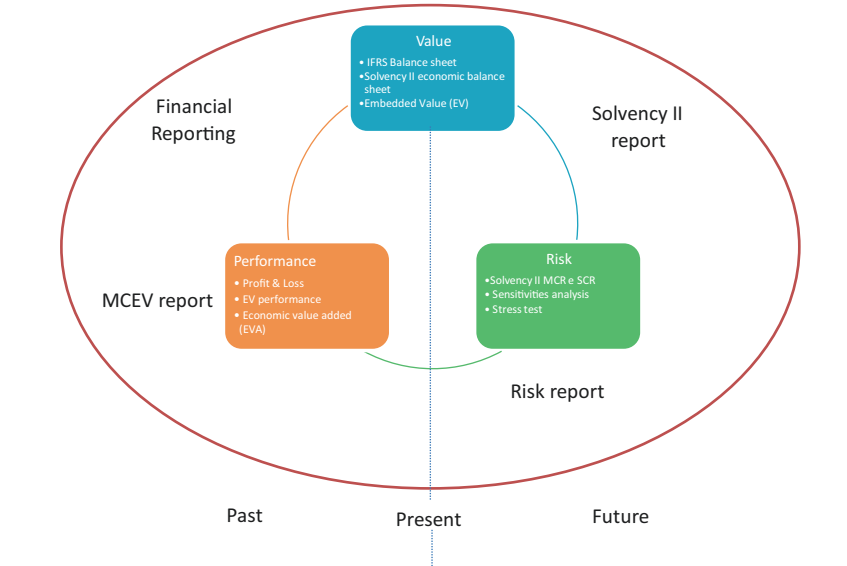 Value
• IFRS Balance sheet
•Solvency II economic balance
sheet
•Embedded Value (EV)
Financial
Reporting
Solvency II
report
Performance
• Profit & Loss
• EV performance
• Economic value added
(EVA)
Risk
•Solvency II MCR e SCR
• Sensitivities analysis
• Stress test
MCEV report
Risk report
Past
Present
Future